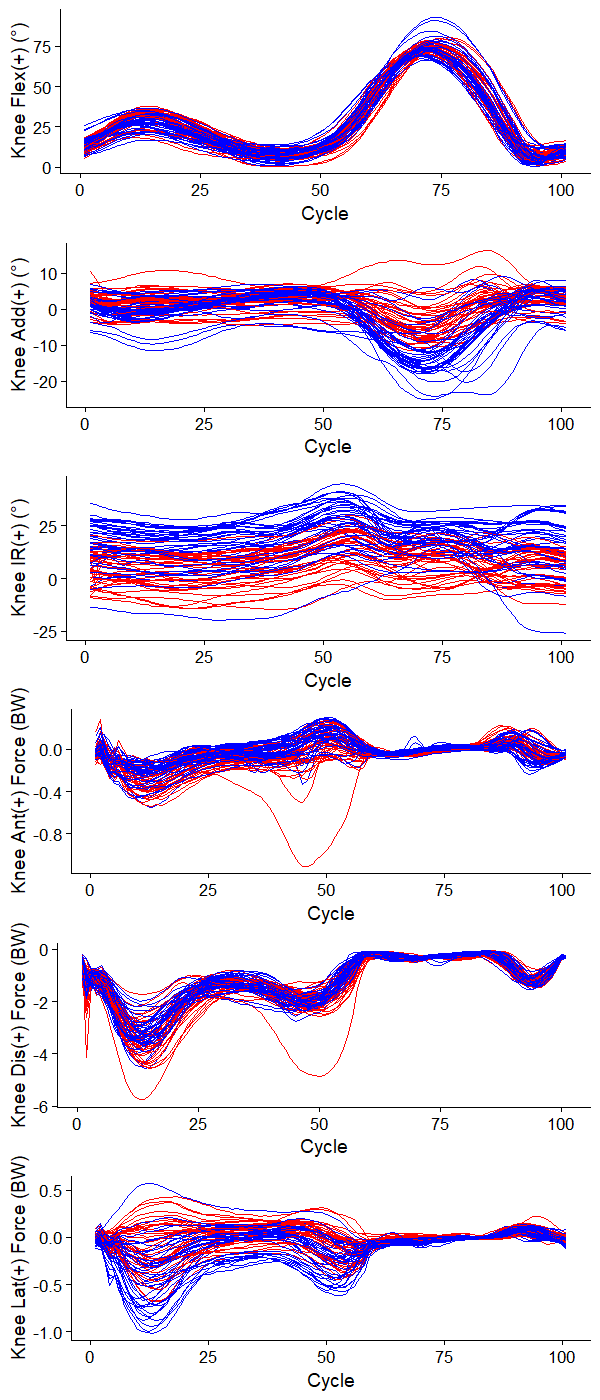 Knee Flex(+) (°)
75
50
25
0
0 25 50 75 100
Cycle
Knee Add(+) (°)
10
0
-10
-20
0 25 50 75 100
Cycle
Knee IR(+) (°)
25
0
-25
0 25 50 75 100
Cycle
Knee Ant(+) Force (BW)
0.0
-0.4
-0.8
0 25 50 75 100
Cycle
Knee Dis(+) Force (BW)
0
-2
-4
-6
0 25 50 75 100
Cycle
Knee Lat(+) Force (BW)
0.5
0.0
-0.5
-1.0
0 25 50 75 100
Cycle